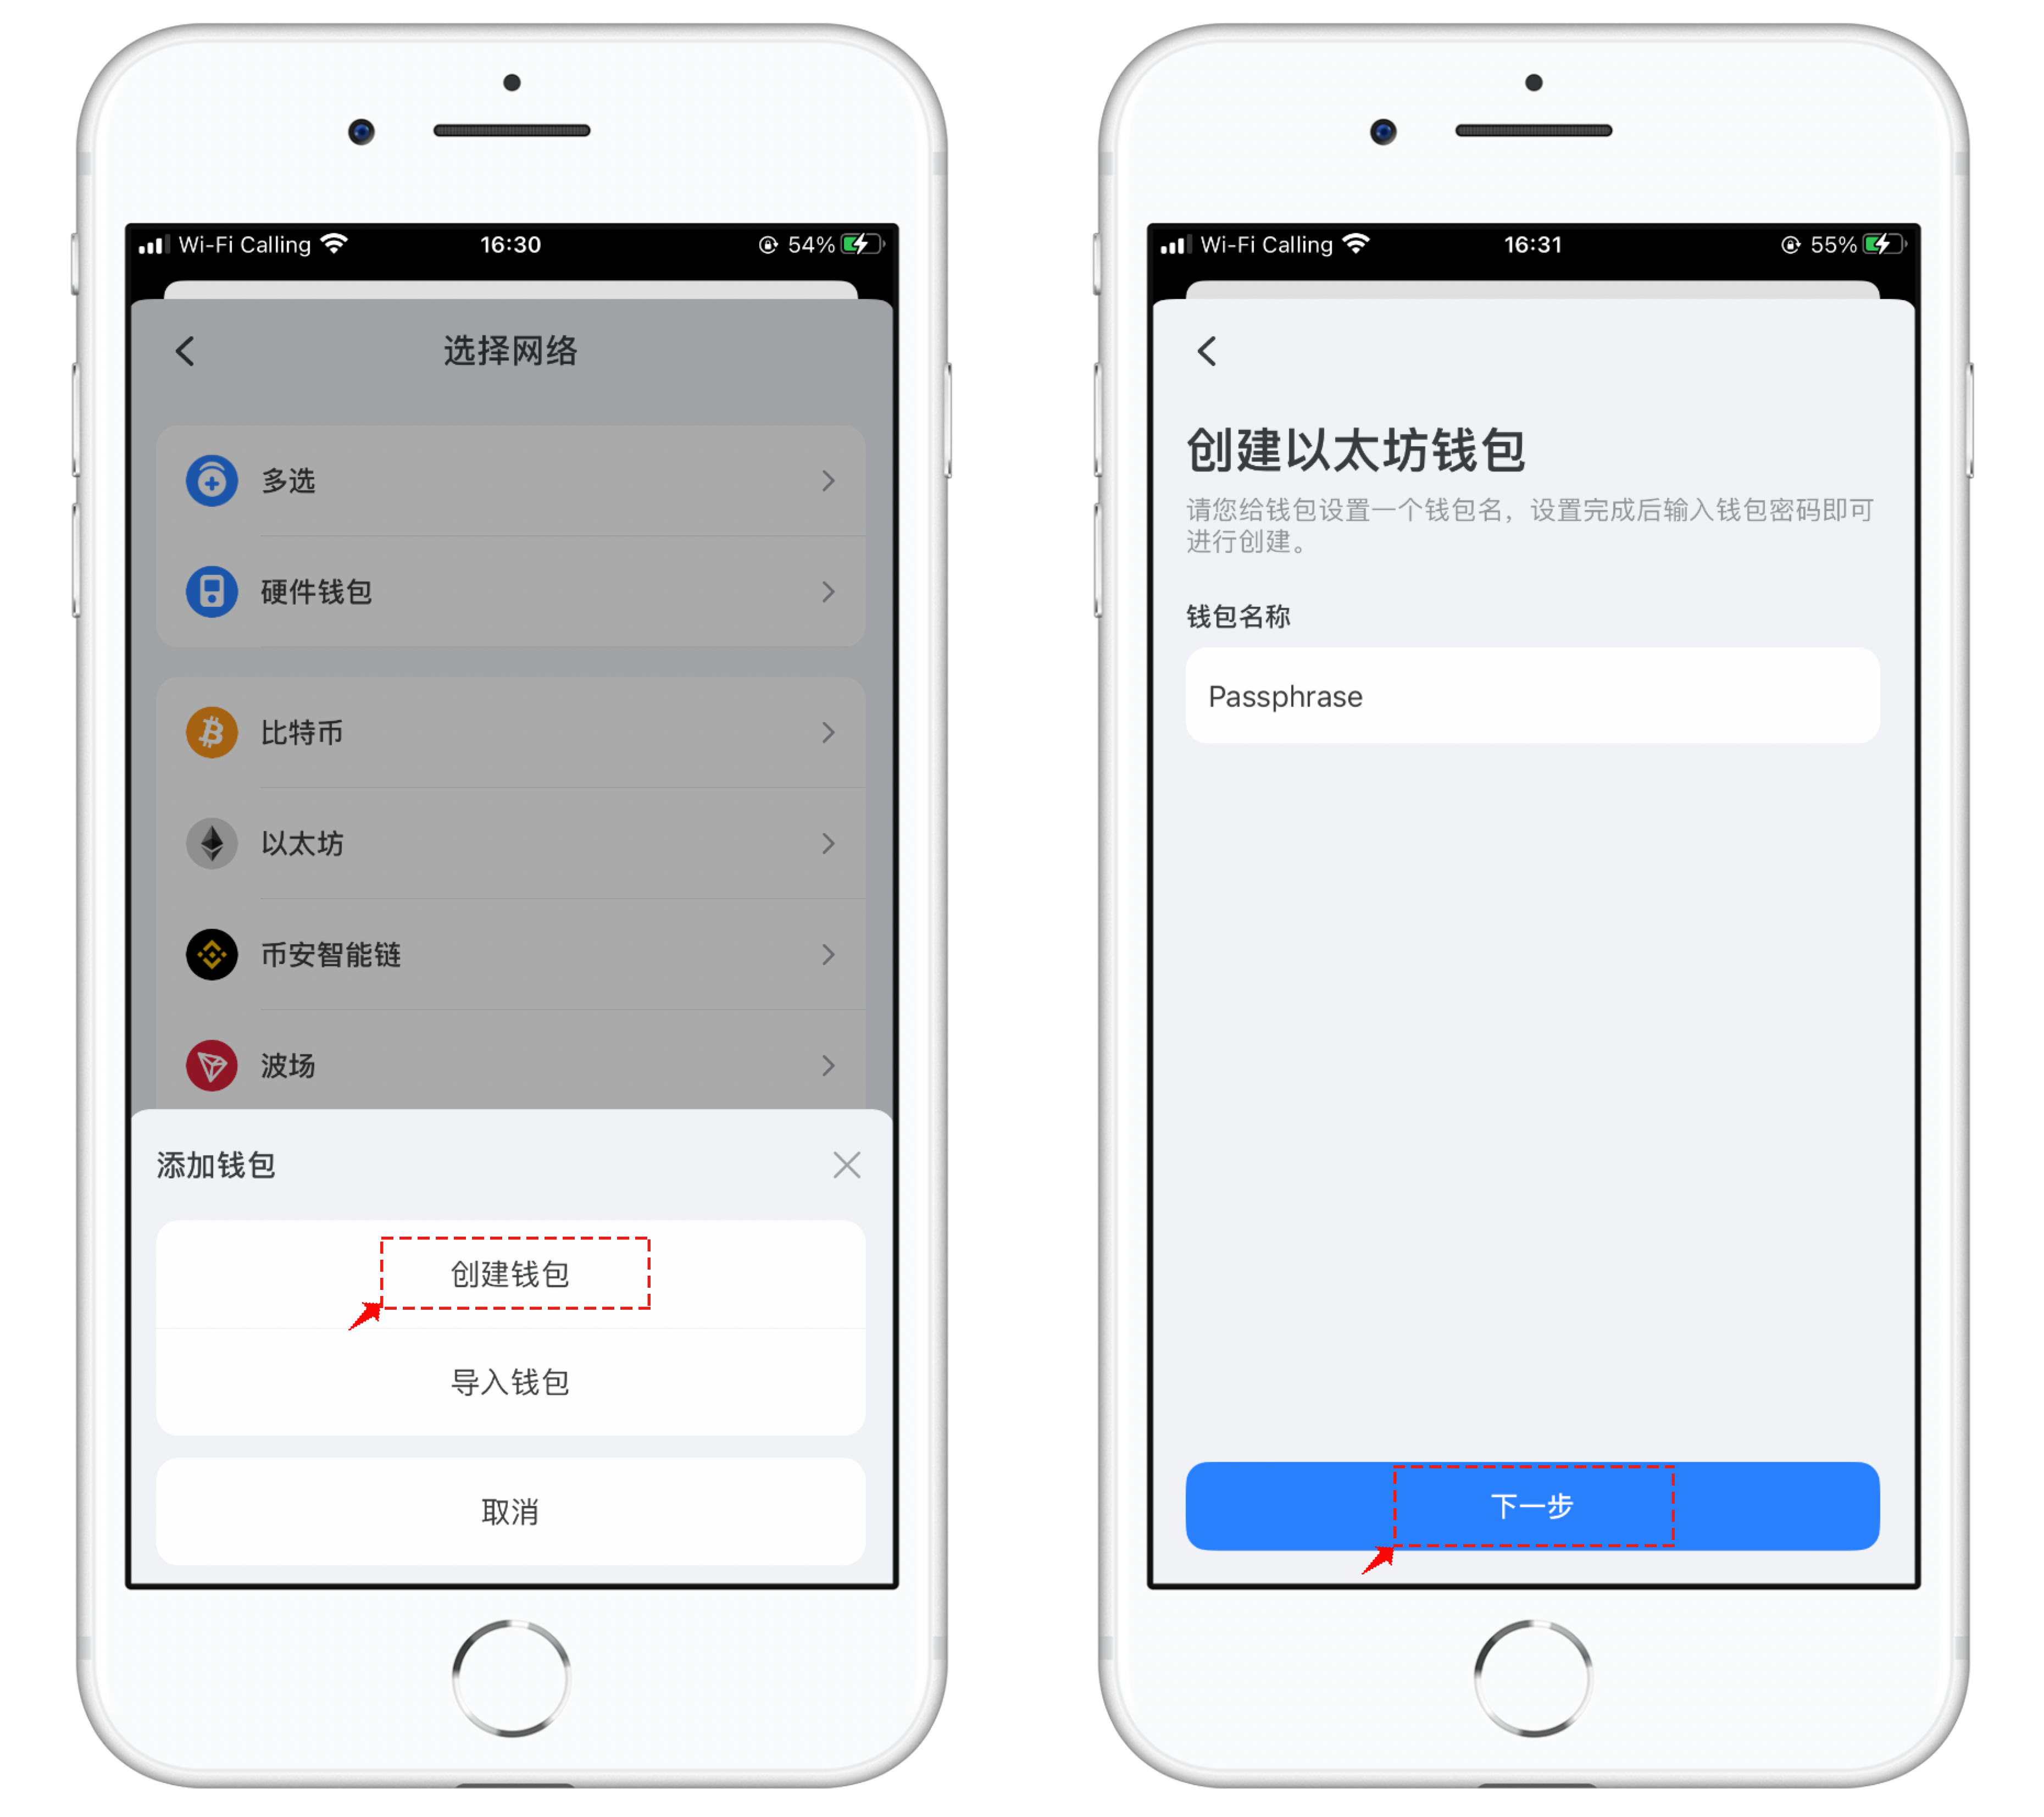 Wi-Fi Calling 16:30 54%
选择网络
多选
硬件钱包
比特币
以太坊
币安智能链
波场
添加钱包
创建钱包
导入钱包
取消
Wi-Fi Calling 16:31 55%
创建以太坊钱包
请您给钱包设置一个钱包名，设置完成后输入钱包密码即可
进行创建。
钱包名称
Passphrase
下一步